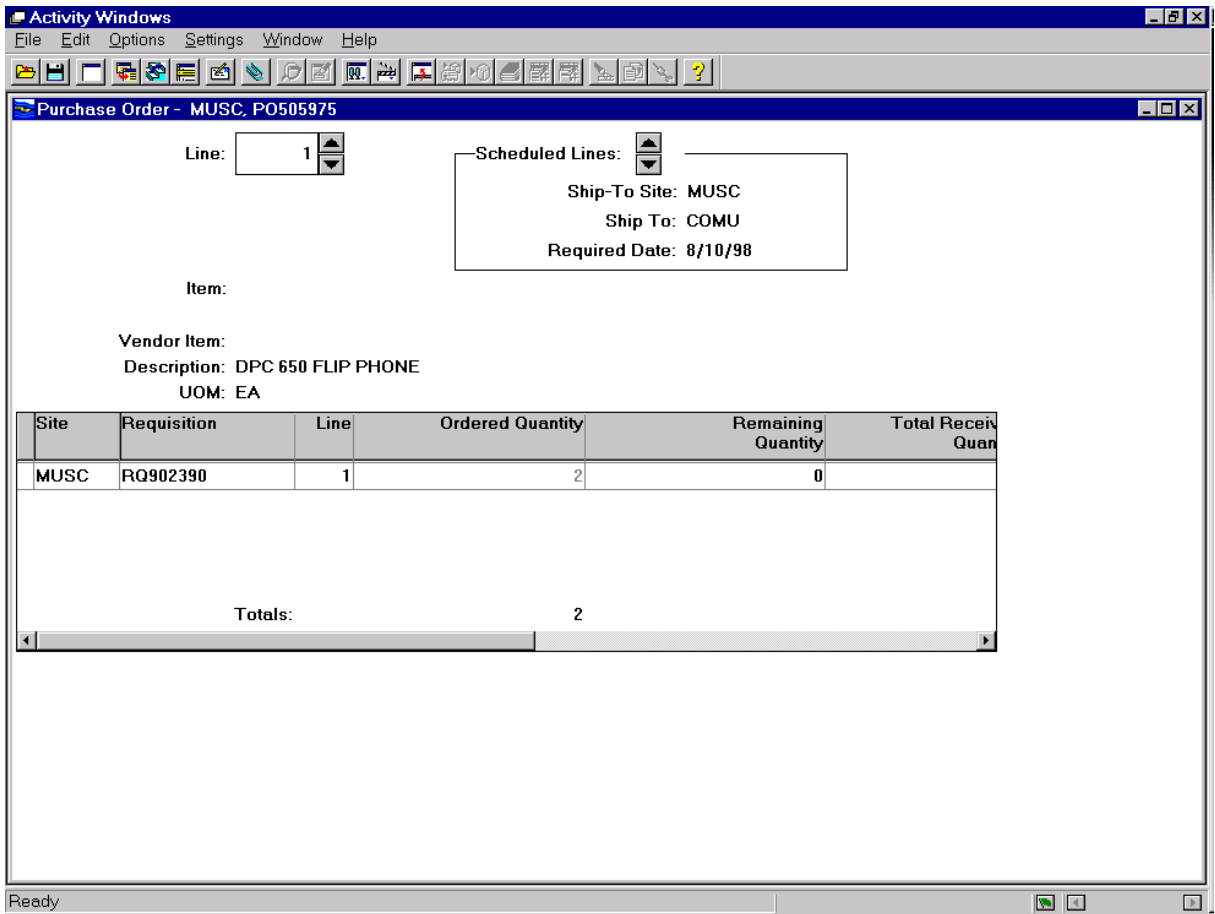 Activity Windows
File Edit Options Settings Window Help
Purchase Order - MUSC, PO505975
Line: 1
Scheduled Lines:
Ship-To Site: MUSC
Ship To: COMU
Required Date: 8/10/98
Item:
Vendor Item:
Description: DPC 650 FLIP PHONE
UOM: EA
Site Requisition Line Ordered Quantity Remaining Quantity Total Receiv Quan
MUSC RQ902390 1 2 0
Totals: 2
Ready